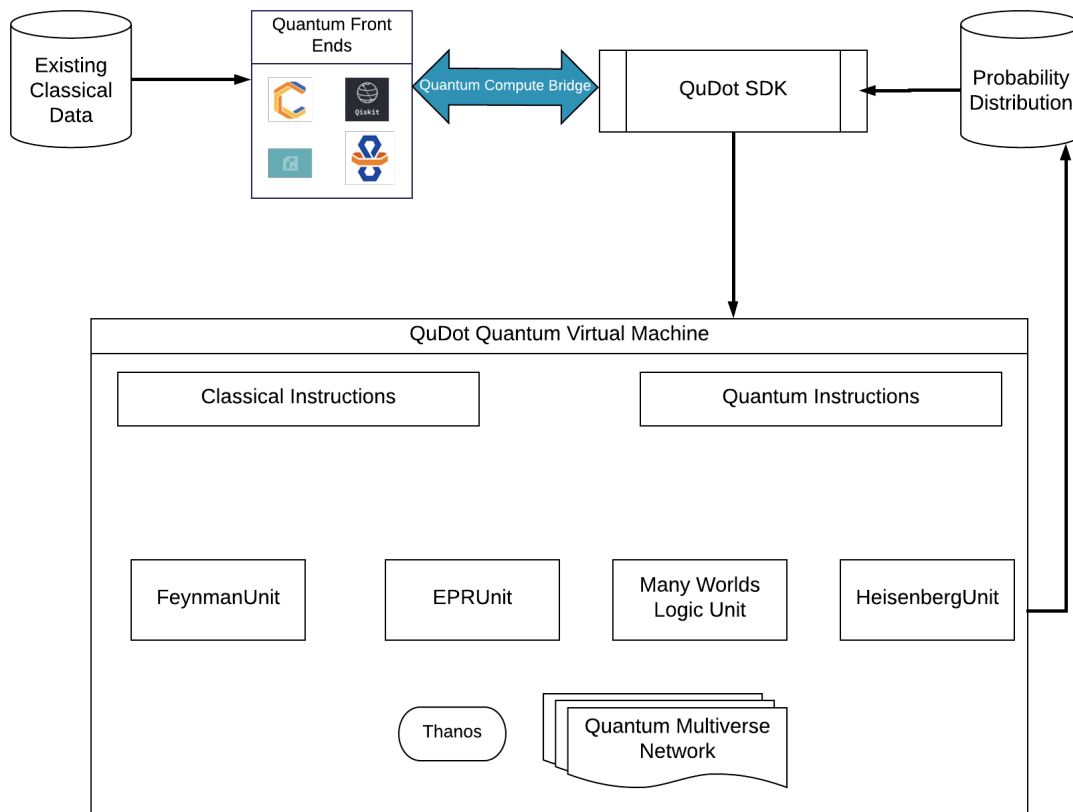 Existing
Classical
Data
Quantum Front
Ends
Qiskit
Quantum Compute Bridge
QuDot SDK
Probability
Distribution
QuDot Quantum Virtual Machine
Classical Instructions
Quantum Instructions
FeynmanUnit
EPRUnit
Many Worlds
Logic Unit
HeisenbergUnit
Thanos
Quantum Multiverse
Network